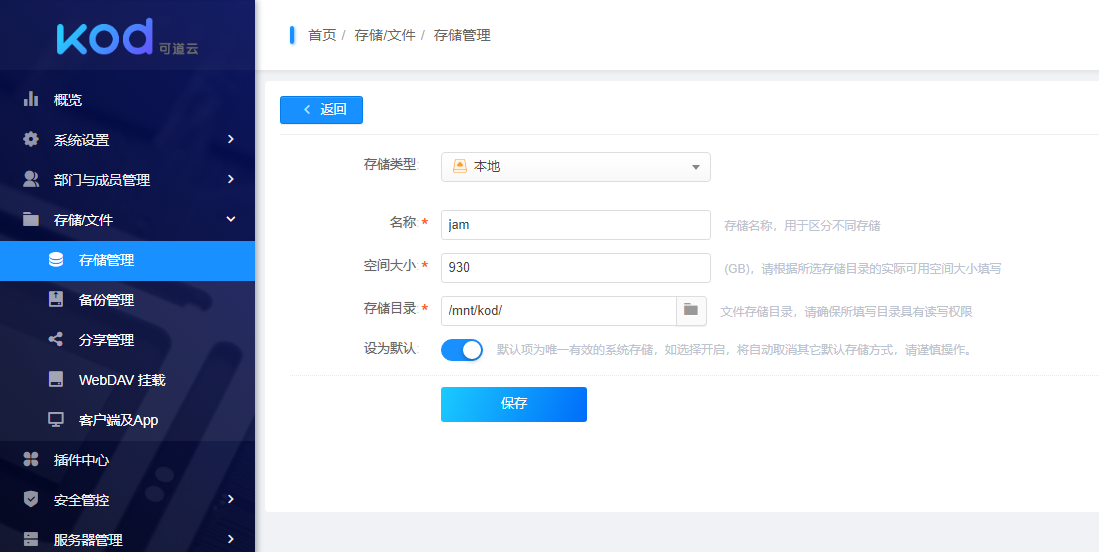 kod 可道云
首页 / 存储/文件 / 存储管理
概览
系统设置
部门与成员管理
存储/文件
存储管理
备份管理
分享管理
WebDAV 挂载
客户端及App
插件中心
安全管控
服务器管理
返回
存储类型: 本地
名称: * jam 存储名称，用于区分不同存储
空间大小: * 930 (GB)，请根据所选存储目录的实际可用空间大小填写
存储目录: * /mnt/kod/ 文件存储目录，请确保所填写目录具有读写权限
设为默认: 默认项为唯一有效的系统存储，如选择开启，将自动取消其它默认存储方式，请谨慎操作。
保存